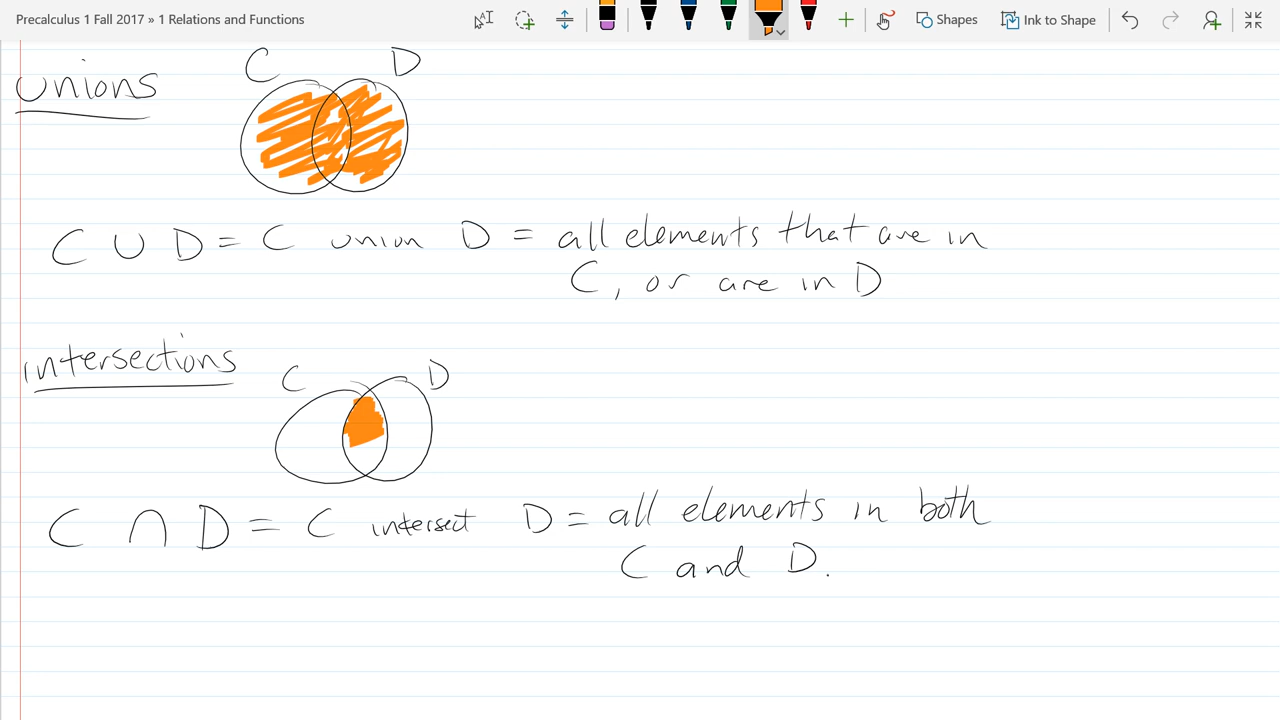 Precalculus 1 Fall 2017 » 1 Relations and Functions
Shapes
Ink to Shape
unions
C D
C ∪ D = C union D = all elements that are in
C, or are in D
intersections
C D
C ∩ D = C intersect D = all elements in both
C and D.